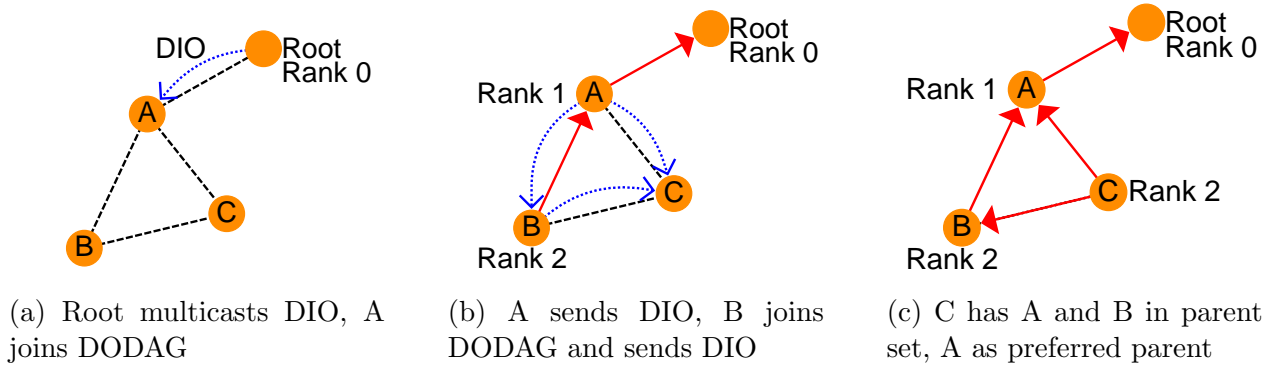 DIO
Root
Rank 0
A
B
C
(a) Root multicasts DIO, A
joins DODAG
Root
Rank 0
Rank 1
A
B
C
Rank 2
(b) A sends DIO, B joins
DODAG and sends DIO
Root
Rank 0
Rank 1
A
C
Rank 2
B
Rank 2
(c) C has A and B in parent
set, A as preferred parent